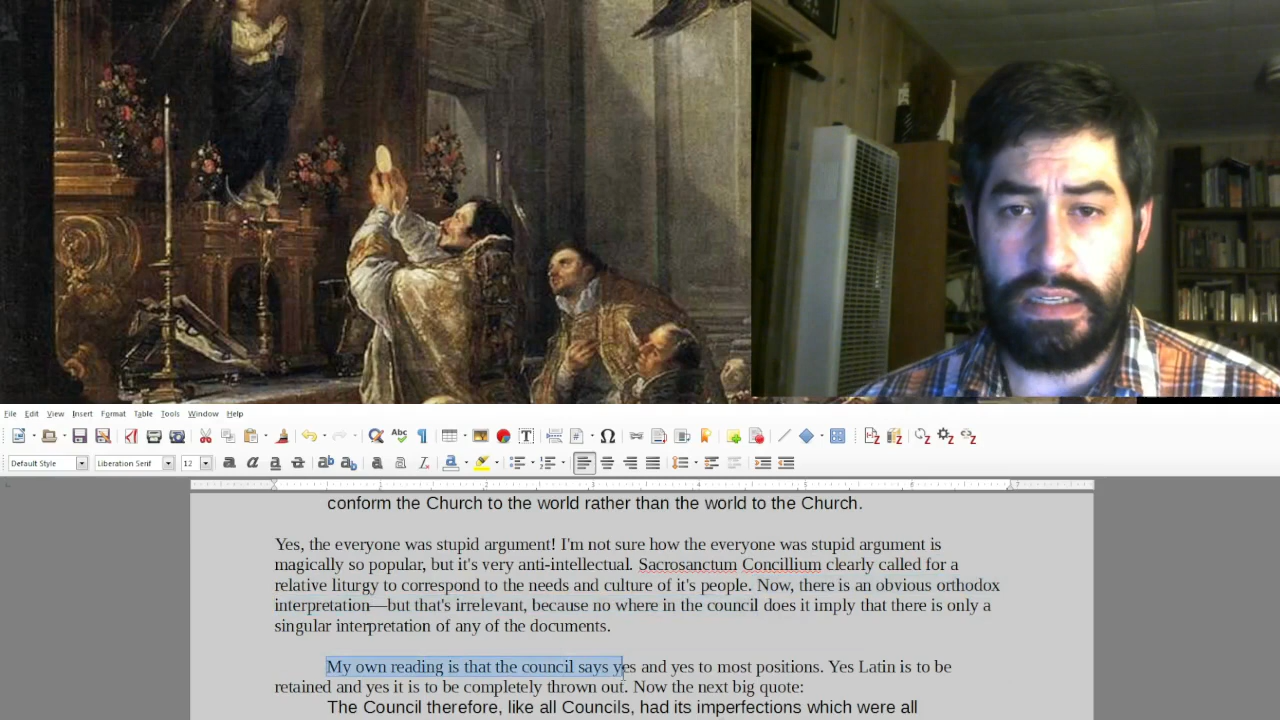 File Edit View Insert Format Table Tools Window Help
Default Style Liberation Serif 12
conform the Church to the world rather than the world to the Church.
Yes, the everyone was stupid argument! I'm not sure how the everyone was stupid argument is
magically so popular, but it's very anti-intellectual. Sacrosanctum Concillium clearly called for a
relative liturgy to correspond to the needs and culture of it's people. Now, there is an obvious orthodox
interpretation—but that's irrelevant, because no where in the council does it imply that there is only a
singular interpretation of any of the documents.
My own reading is that the council says yes and yes to most positions. Yes Latin is to be
retained and yes it is to be completely thrown out. Now the next big quote:
The Council therefore, like all Councils, had its imperfections which were all